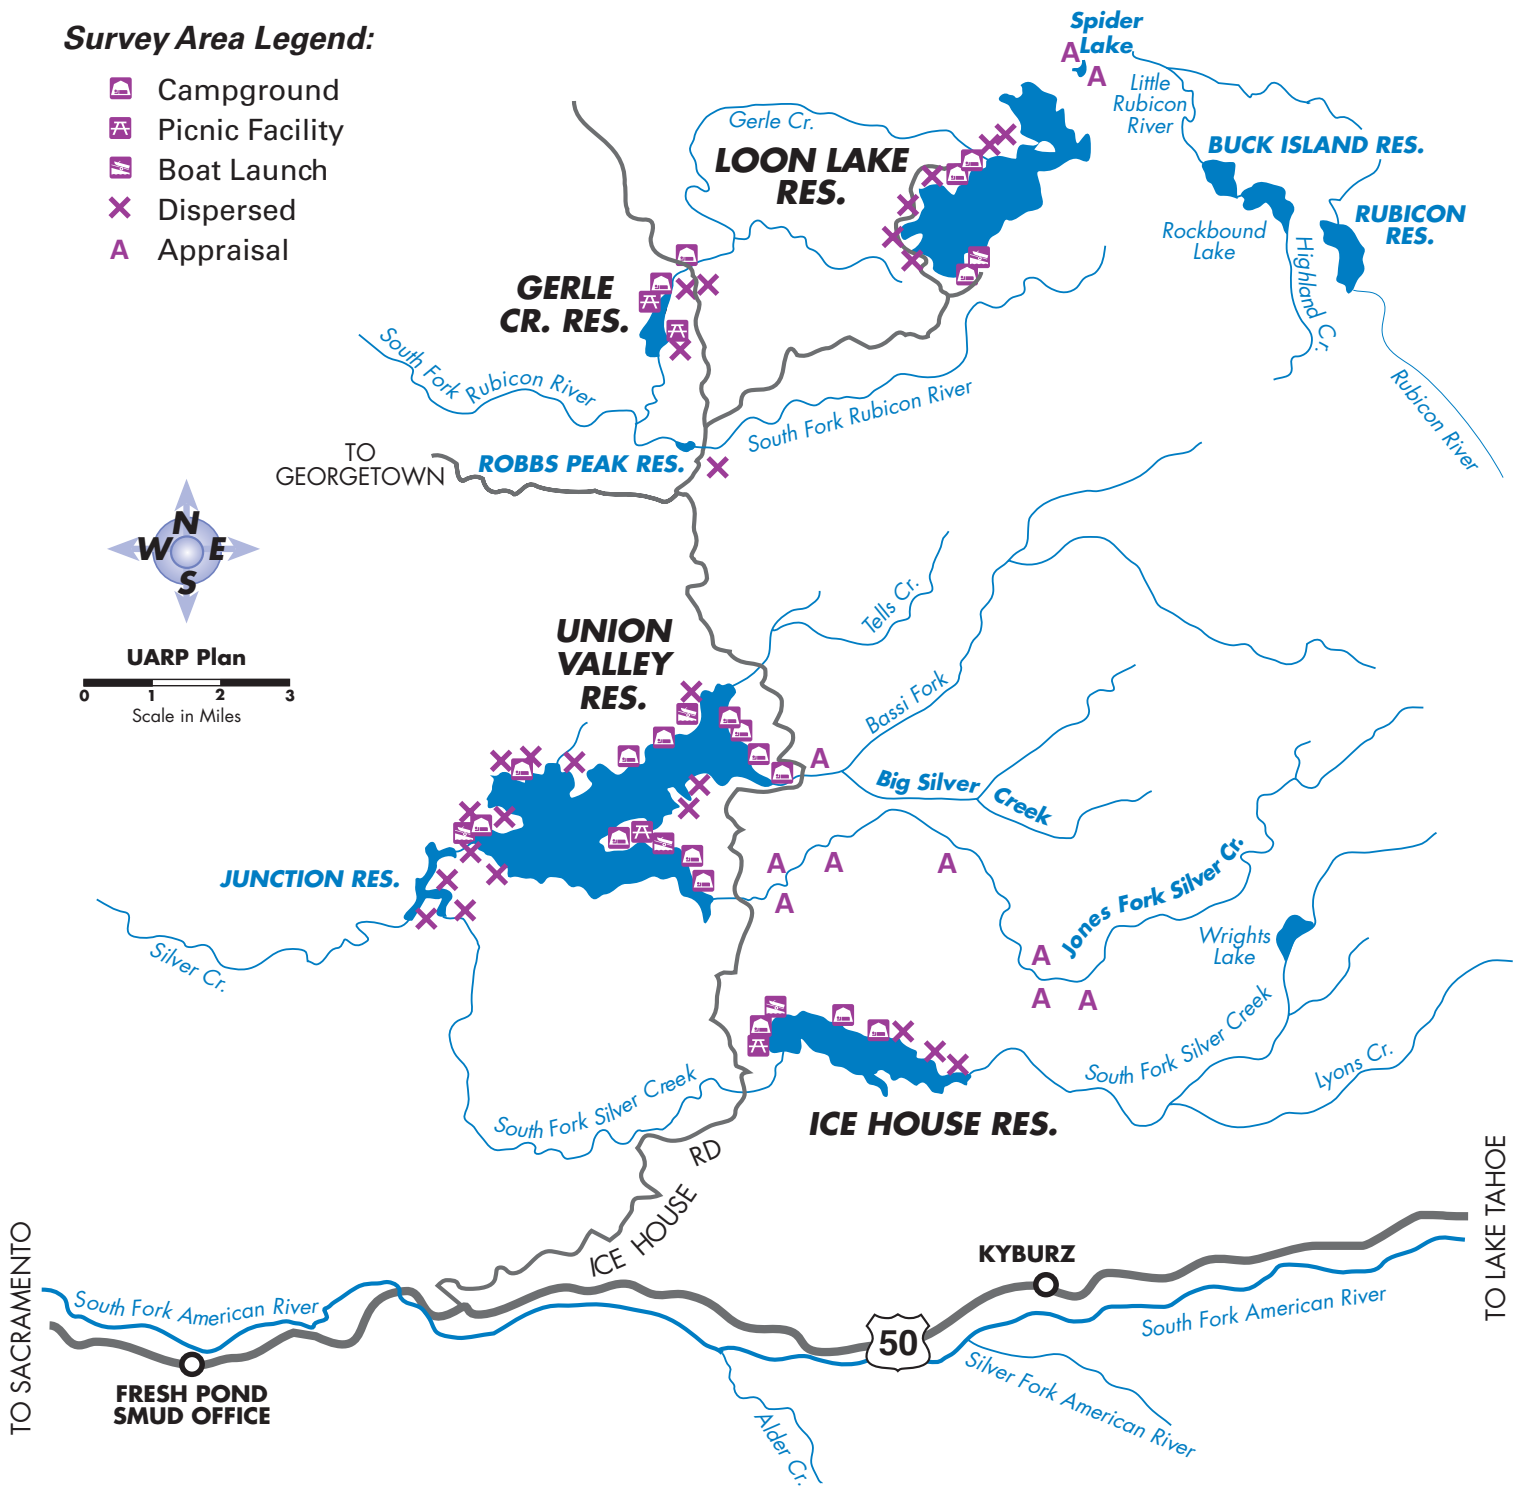 Survey Area Legend:
Campground
Picnic Facility
Boat Launch
Dispersed
A Appraisal
Spider
Lake
A
A
Little
Rubicon
River
BUCK ISLAND RES.
Gerle Cr.
LOON LAKE
RES.
RUBICON
RES.
Rockbound
Lake
Highland Cr.
GERLE
CR. RES.
South Fork Rubicon River
South Fork Rubicon River
Rubicon River
TO
GEORGETOWN
ROBBS PEAK RES.
N
W E
S
UARP Plan
0 1 2 3
Scale in Miles
Tells Cr.
UNION
VALLEY
RES.
Bassi Fork
A
Big Silver Creek
A
A
A
A
JUNCTION RES.
Jones Fork Silver Cr.
Wrights
Lake
Silver Cr.
A
A
A
South Fork Silver Creek
Lyons Cr.
South Fork Silver Creek
ICE HOUSE RES.
ICE HOUSE RD
TO SACRAMENTO
TO LAKE TAHOE
KYBURZ
South Fork American River
South Fork American River
50
Silver Fork American River
FRESH POND
SMUD OFFICE
Alder Cr.